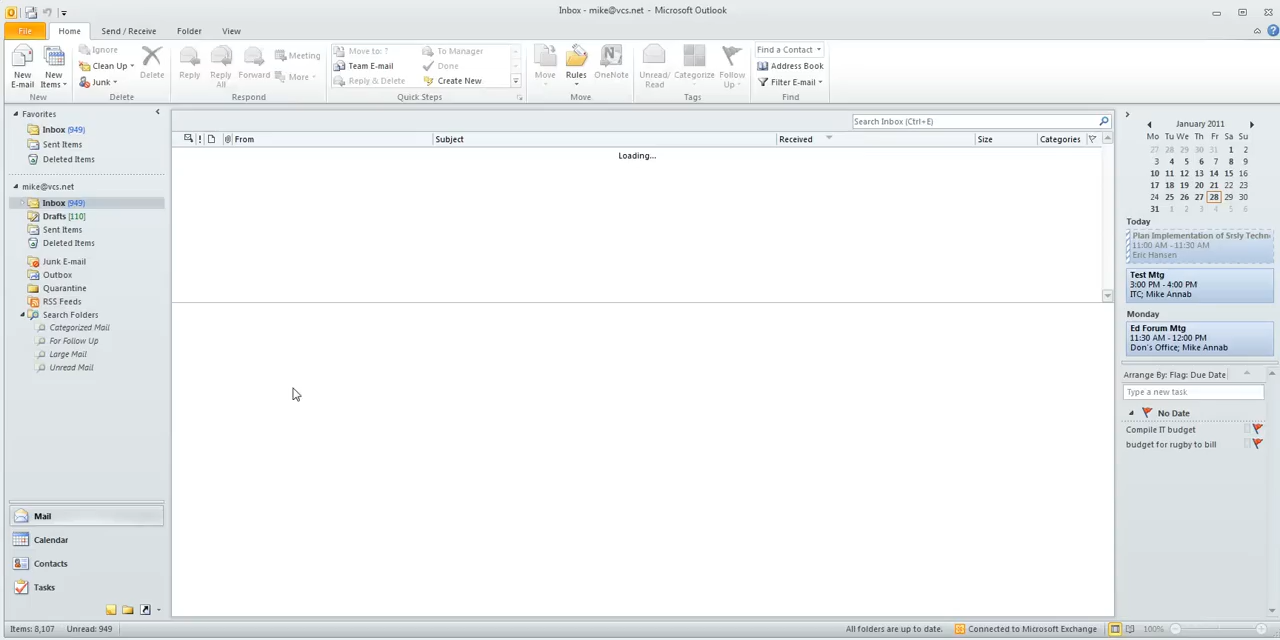 Inbox - mike@vcs.net - Microsoft Outlook
File Home Send / Receive Folder View
New E-mail
New Items
New
Ignore
Clean Up
Junk
Delete
Delete
Reply
Reply All
Forward
Meeting
More
Respond
Move to: ?
Team E-mail
Reply & Delete
To Manager
Done
Create New
Quick Steps
Move
Rules
OneNote
Move
Unread/ Read
Categorize
Follow Up
Tags
Find a Contact
Address Book
Filter E-mail
Find
Favorites
Inbox (949)
Sent Items
Deleted Items
mike@vcs.net
Inbox (949)
Drafts [110]
Sent Items
Deleted Items
Junk E-mail
Outbox
Quarantine
RSS Feeds
Search Folders
Categorized Mail
For Follow Up
Large Mail
Unread Mail
Mail
Calendar
Contacts
Tasks
Search Inbox (Ctrl+E)
From Subject Received Size Categories
Loading...
January 2011
Mo Tu We Th Fr Sa Su
27 28 29 30 31 1 2
3 4 5 6 7 8 9
10 11 12 13 14 15 16
17 18 19 20 21 22 23
24 25 26 27 28 29 30
31 1 2 3 4 5 6
Today
Plan Implementation of Srsly Techn
11:00 AM - 11:30 AM
Eric Hansen
Test Mtg
3:00 PM - 4:00 PM
ITC; Mike Annab
Monday
Ed Forum Mtg
11:30 AM - 12:00 PM
Don's Office; Mike Annab
Arrange By: Flag: Due Date
Type a new task
No Date
Compile IT budget
budget for rugby to bill
Items: 8,107 Unread: 949 All folders are up to date. Connected to Microsoft Exchange 100%